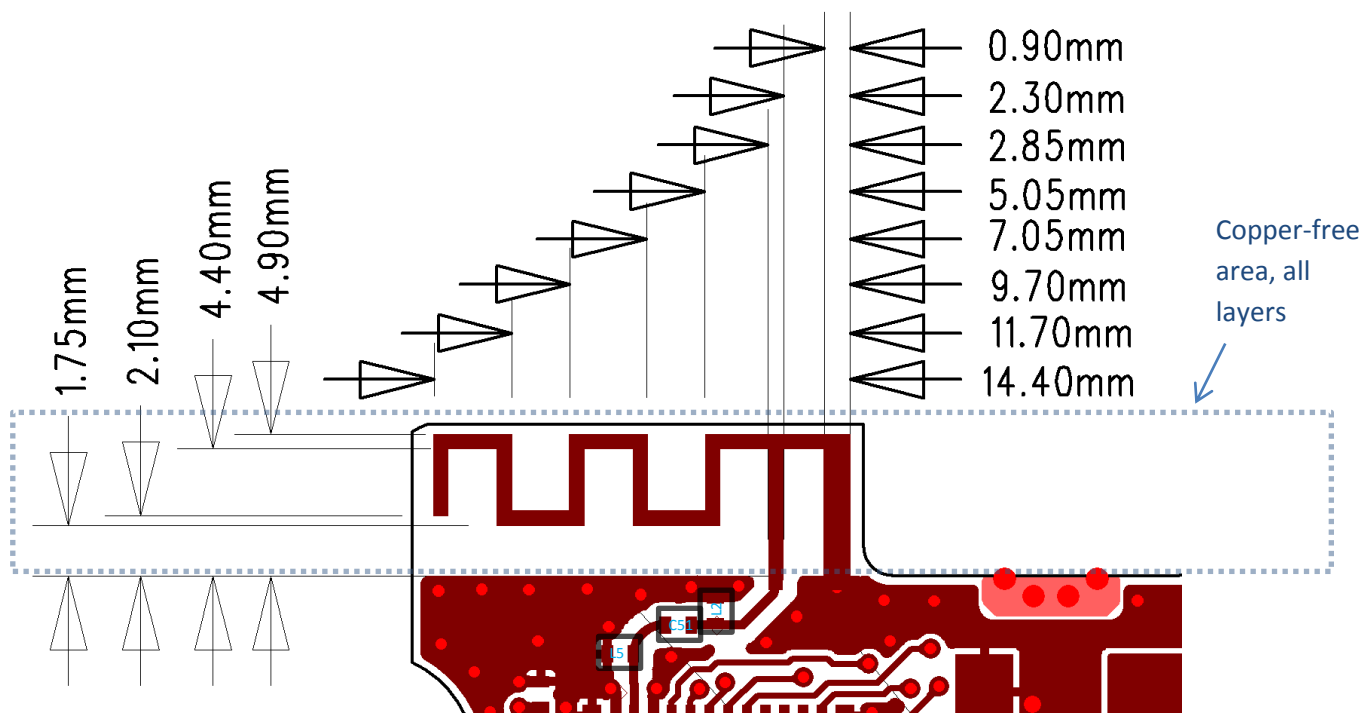 0.90mm
2.30mm
2.85mm
5.05mm
7.05mm
9.70mm
11.70mm
14.40mm
1.75mm
2.10mm
4.40mm
4.90mm
Copper-free
area, all
layers
L2
C51
L5